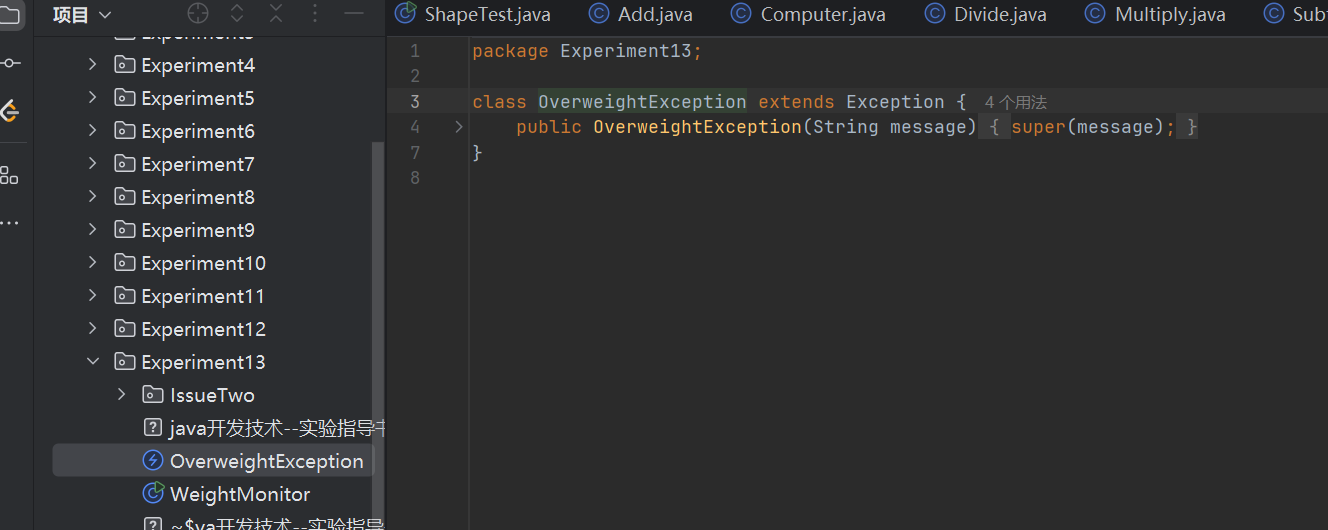 项目
ShapeTest.java
Add.java
Computer.java
Divide.java
Multiply.java
Experiment4
Experiment5
Experiment6
Experiment7
Experiment8
Experiment9
Experiment10
Experiment11
Experiment12
Experiment13
IssueTwo
java开发技术--实验指导
OverweightException
WeightMonitor
~$va开发技术--实验指导
1 package Experiment13;
2
3 class OverweightException extends Exception { 4 个用法
4 public OverweightException(String message) { super(message); }
7 }
8